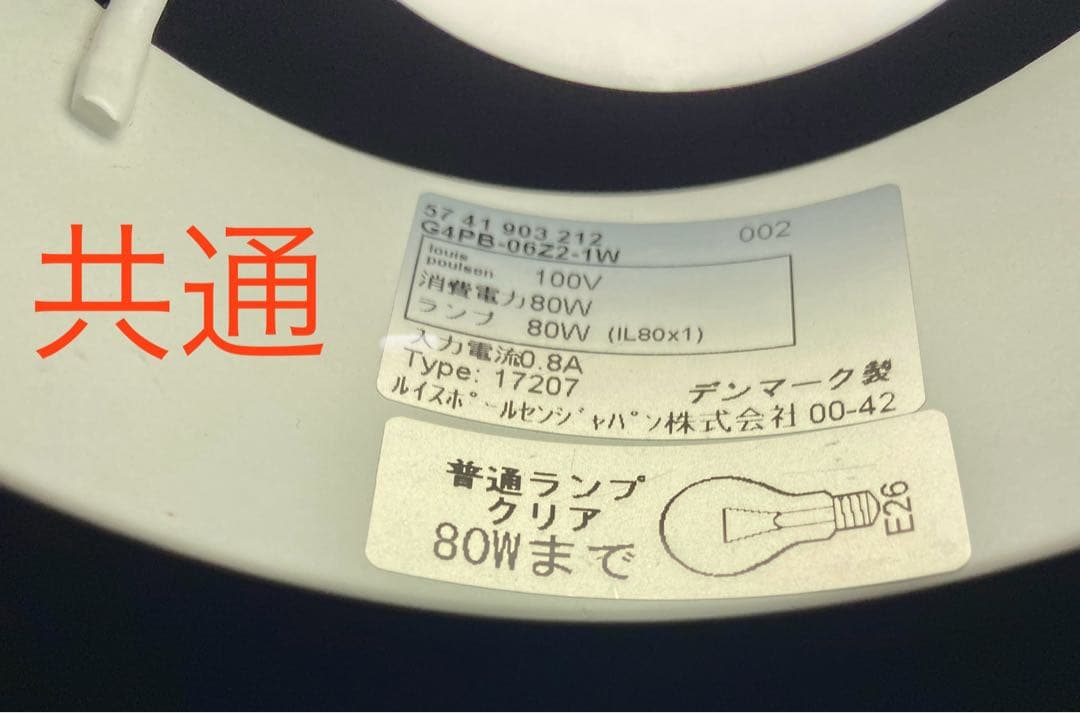 共通
57 41 903 212
002
G4PB-06Z2-1W
louis
poulsen
100V
消費電力80W
ランプ 80W (IL80x1)
入力電流0.8A
Type: 17207
デンマーク製
ルイスポールセンジャパン株式会社 00-42
普通ランプ
クリア
80Wまで
E26